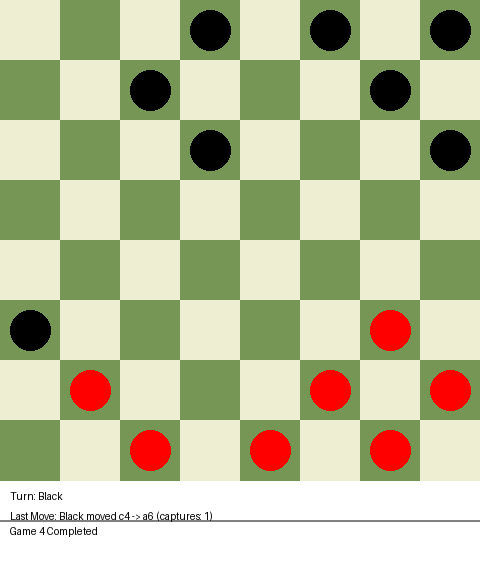 Turn: Black
Last Move: Black moved c4 -> a6 (captures: 1)
Game 4 Completed